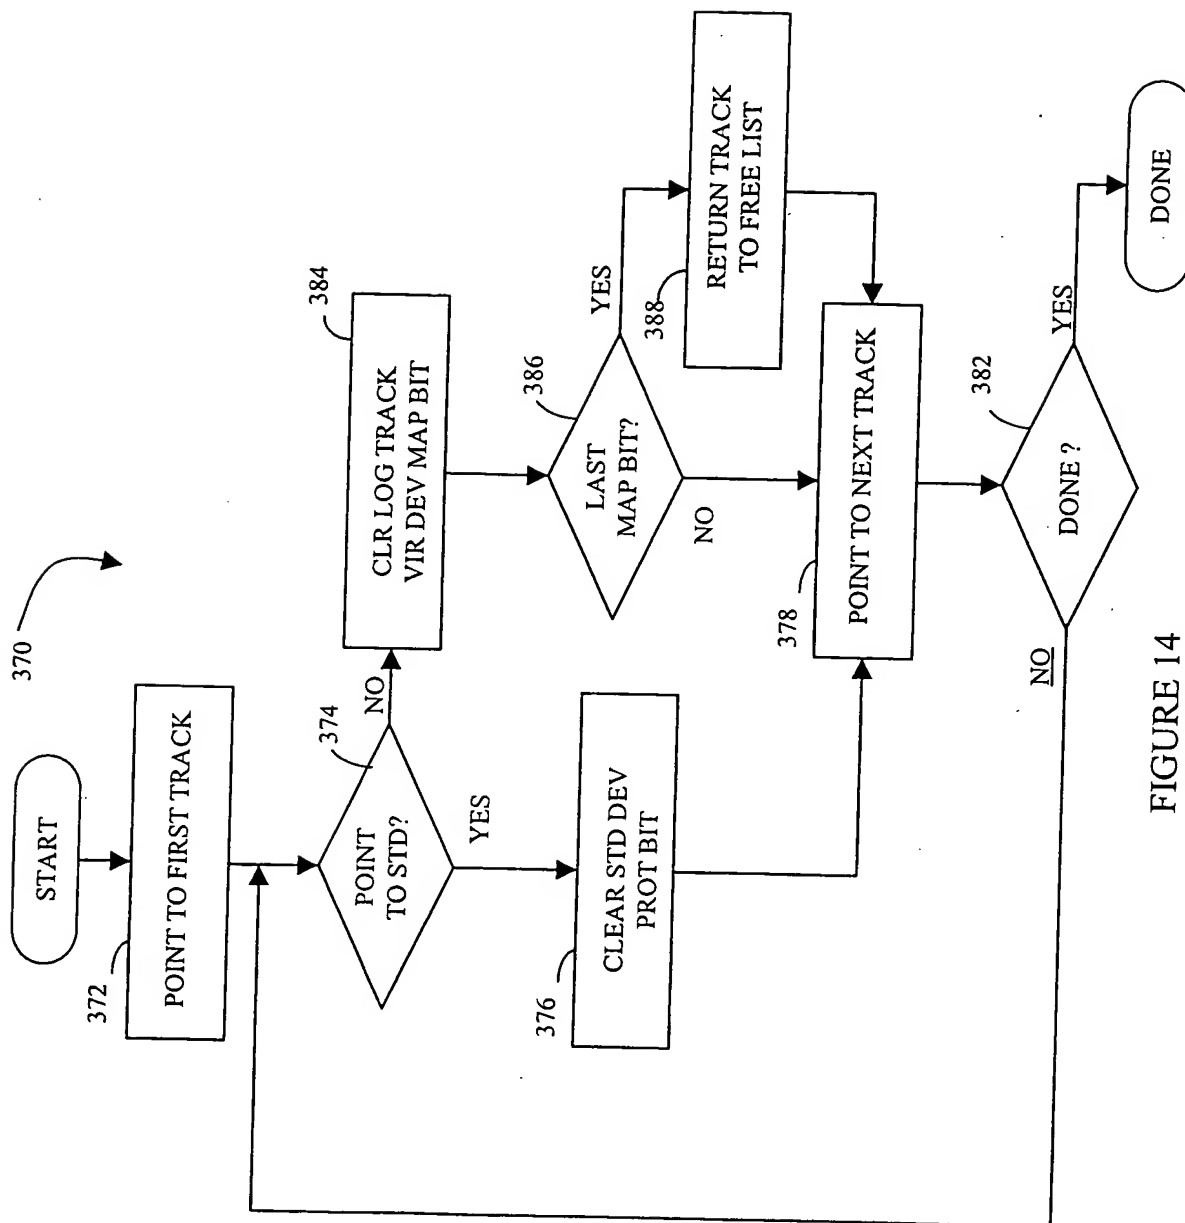 370
START
372
POINT TO FIRST TRACK
374
POINT
TO STD?
NO
YES
384
CLR LOG TRACK
VIR DEV MAP BIT
376
CLEAR STD DEV
PROT BIT
386
LAST
MAP BIT?
YES
NO
388
RETURN TRACK
TO FREE LIST
378
POINT TO NEXT TRACK
382
DONE ?
NO
YES
DONE
FIGURE 14